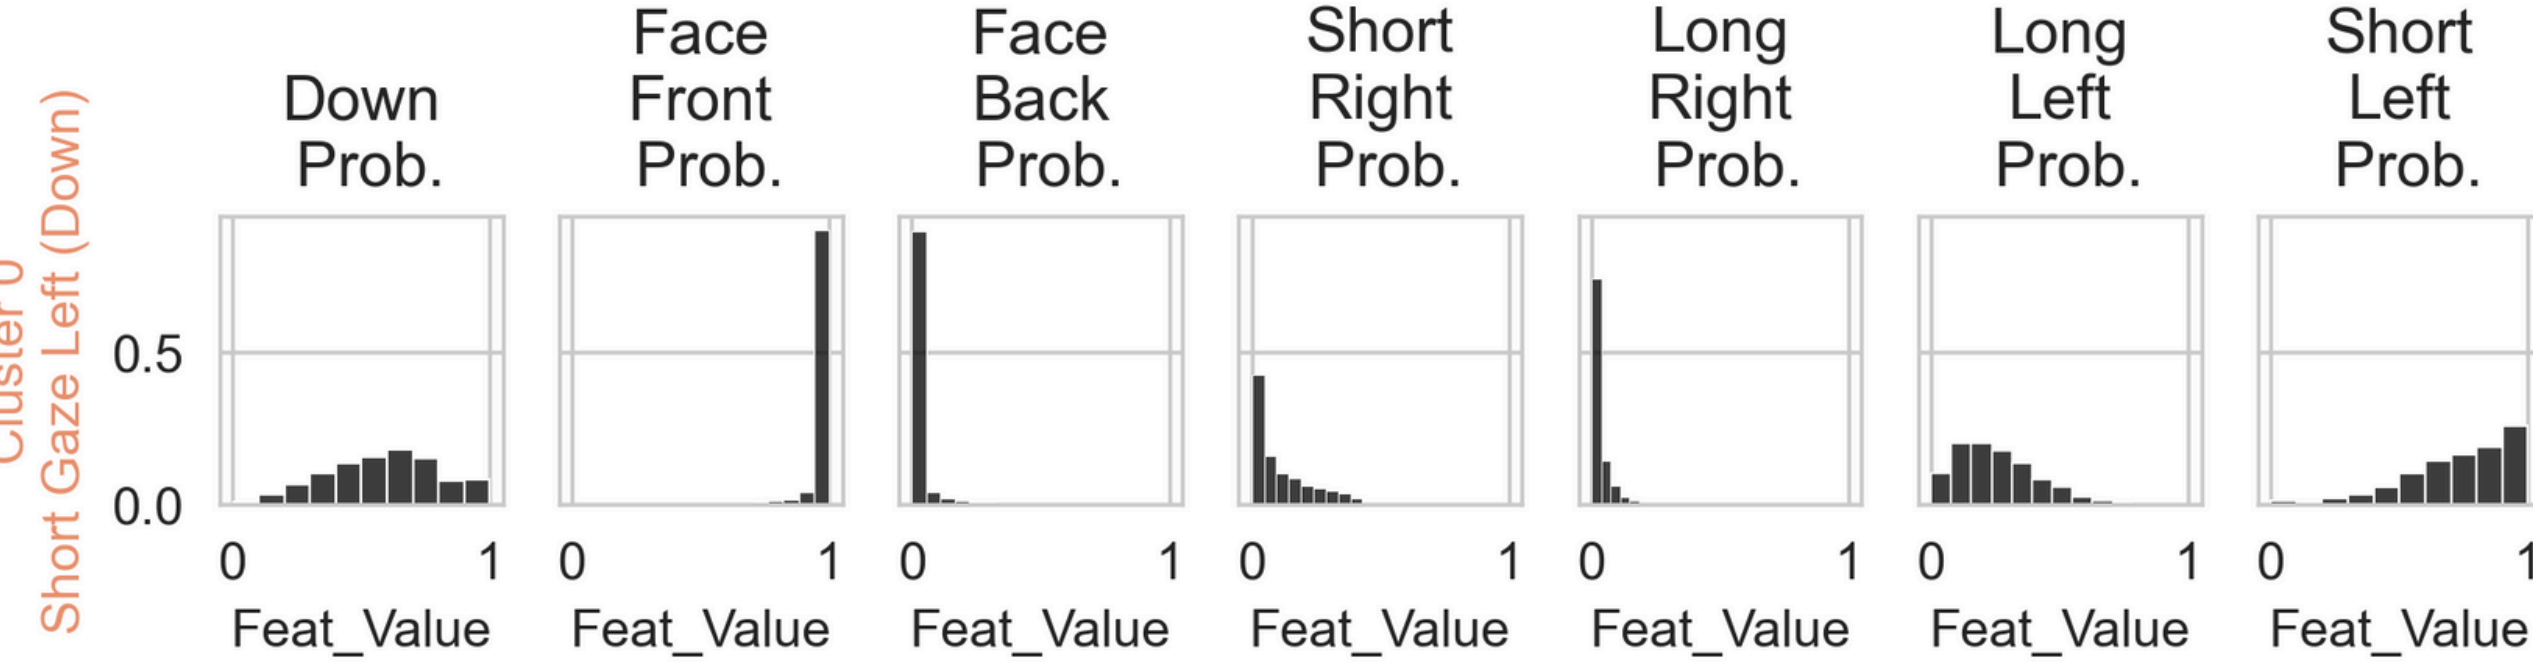 Cluster 0
Short Gaze Left (Down)
Down
Prob.
Face
Front
Prob.
Face
Back
Prob.
Short
Right
Prob.
Long
Right
Prob.
Long
Left
Prob.
Short
Left
Prob.
0.5
0.0
0 1
0 1
0 1
0 1
0 1
0 1
0 1
Feat_Value
Feat_Value
Feat_Value
Feat_Value
Feat_Value
Feat_Value
Feat_Value